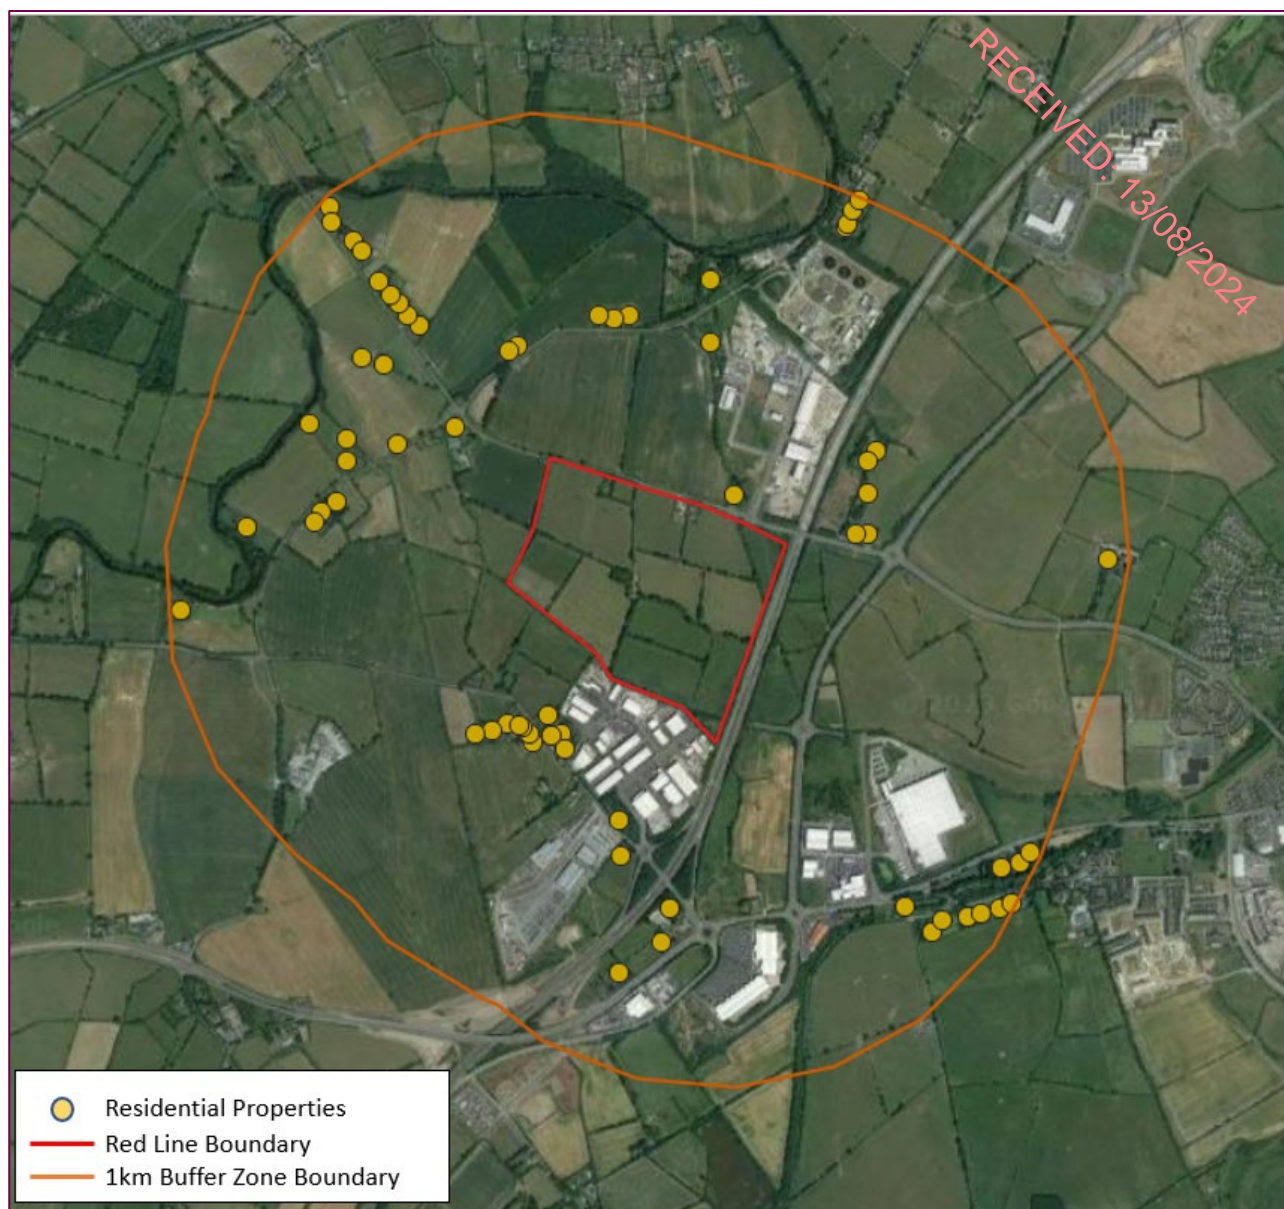 RECEIVED: 13/08/2024
Residential Properties
Red Line Boundary
1km Buffer Zone Boundary